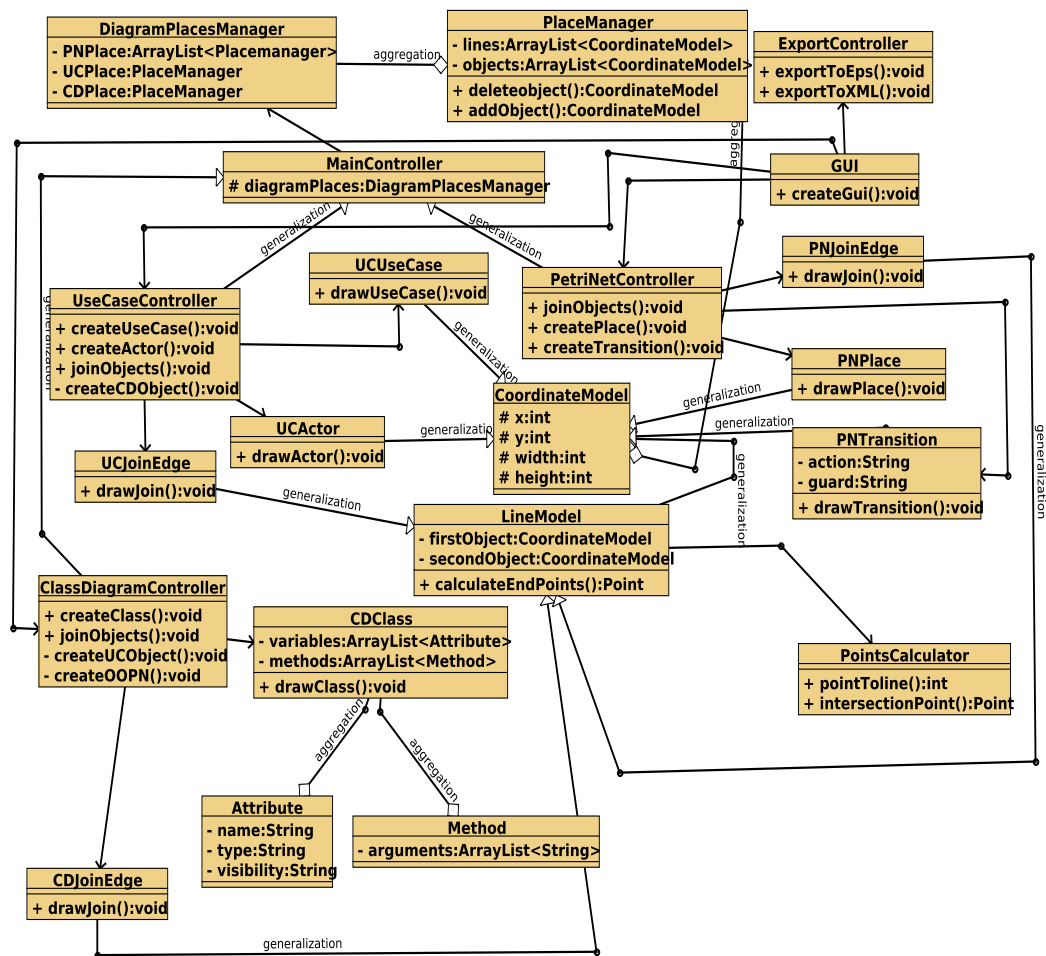 DiagramPlacesManager
- PNPlace:ArrayList<Placemanager>
- UCPlace:PlaceManager
- CDPlace:PlaceManager
aggregation
PlaceManager
- lines:ArrayList<CoordinateModel>
- objects:ArrayList<CoordinateModel>
+ deleteobject():CoordinateModel
+ addObject():CoordinateModel
ExportController
+ exportToEps():void
+ exportToXML():void
aggreg
MainController
# diagramPlaces:DiagramPlacesManager
GUI
+ createGui():void
generalization
generalization
UCUseCase
+ drawUseCase():void
PetriNetController
+ joinObjects():void
+ createPlace():void
+ createTransition():void
PNJoinEdge
+ drawJoin():void
generalization
UseCaseController
+ createUseCase():void
+ createActor():void
+ joinObjects():void
- createCDObject():void
generalization
PNPlace
+ drawPlace():void
CoordinateModel
# x:int
# y:int
# width:int
# height:int
generalization
generalization
UCActor
+ drawActor():void
generalization
PNTransition
- action:String
- guard:String
+ drawTransition():void
generalization
UCJoinEdge
+ drawJoin():void
generalization
generalization
LineModel
- firstObject:CoordinateModel
- secondObject:CoordinateModel
+ calculateEndPoints():Point
ClassDiagramController
+ createClass():void
+ joinObjects():void
- createUCObject():void
- createOOPN():void
CDClass
- variables:ArrayList<Attribute>
- methods:ArrayList<Method>
+ drawClass():void
PointsCalculator
+ pointToline():int
+ intersectionPoint():Point
aggregation
aggregation
Attribute
- name:String
- type:String
- visibility:String
Method
- arguments:ArrayList<String>
CDJoinEdge
+ drawJoin():void
generalization